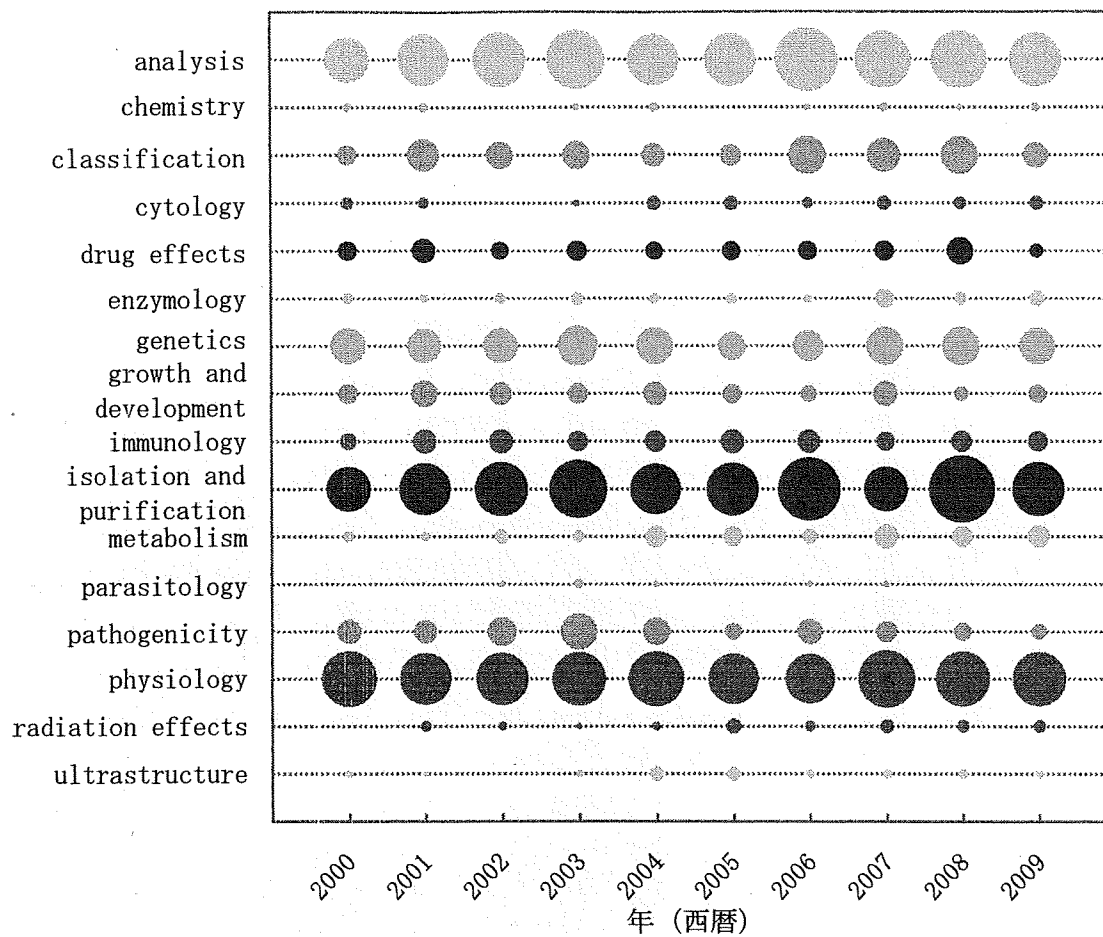 analysis
chemistry
classification
cytology
drug effects
enzymology
genetics
growth and
development
immunology
isolation and
purification
metabolism
parasitology
pathogenicity
physiology
radiation effects
ultrastructure
2000 2001 2002 2003 2004 2005 2006 2007 2008 2009
年 (西暦)